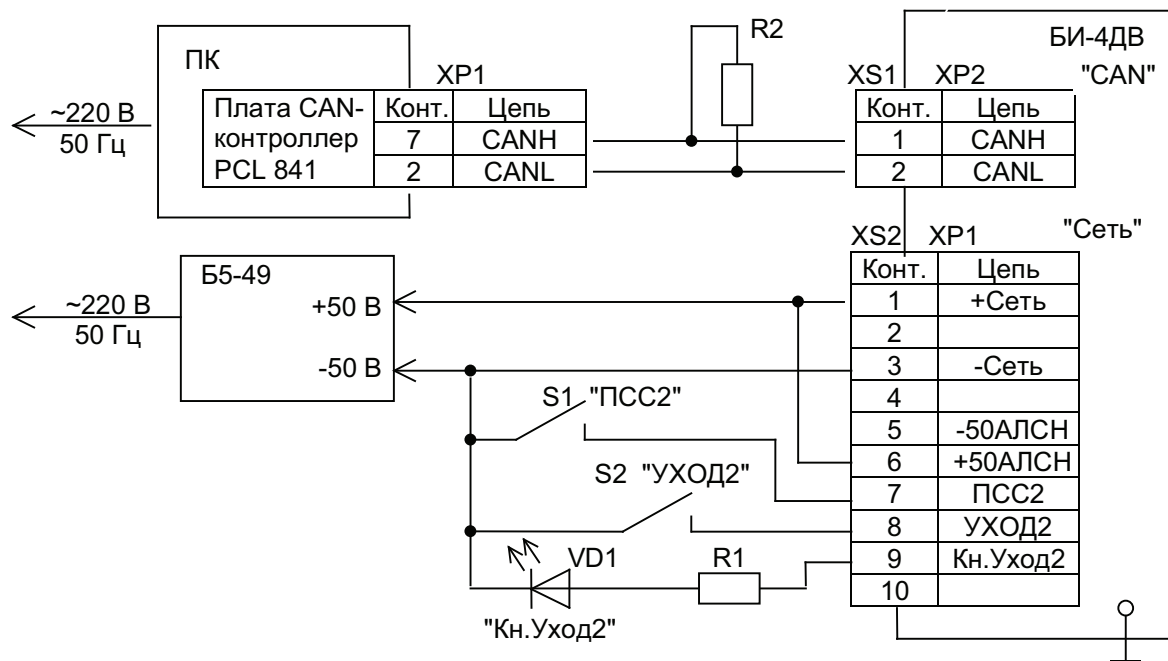 R2
БИ-4ДВ
ПК
XP1
XS1 XP2 "CAN"
Плата CAN-контроллер PCL 841
Конт. Цепь
7 CANH
2 CANL
Конт. Цепь
1 CANH
2 CANL
~220 В
50 Гц
XS2 XP1 "Сеть"
Б5-49
+50 В
-50 В
~220 В
50 Гц
Конт. Цепь
1 +Сеть
2
3 -Сеть
4
5 -50АЛСН
6 +50АЛСН
7 ПСС2
8 УХОД2
9 Кн.Уход2
10
S1 "ПСС2"
S2 "УХОД2"
VD1 R1
"Кн.Уход2"